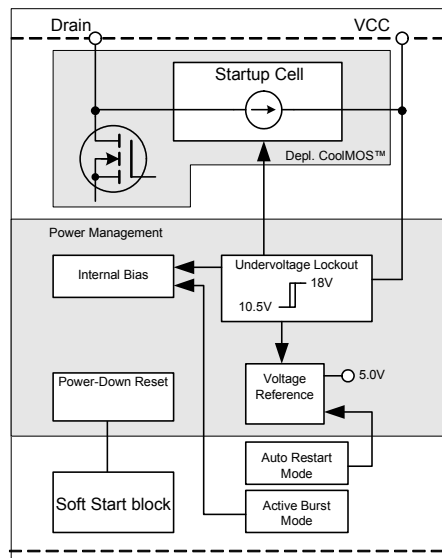 Drain
VCC
Startup Cell
Depl. CoolMOS™
Power Management
Internal Bias
Undervoltage Lockout
18V
10.5V
Power-Down Reset
Voltage
Reference
5.0V
Auto Restart
Mode
Soft Start block
Active Burst
Mode